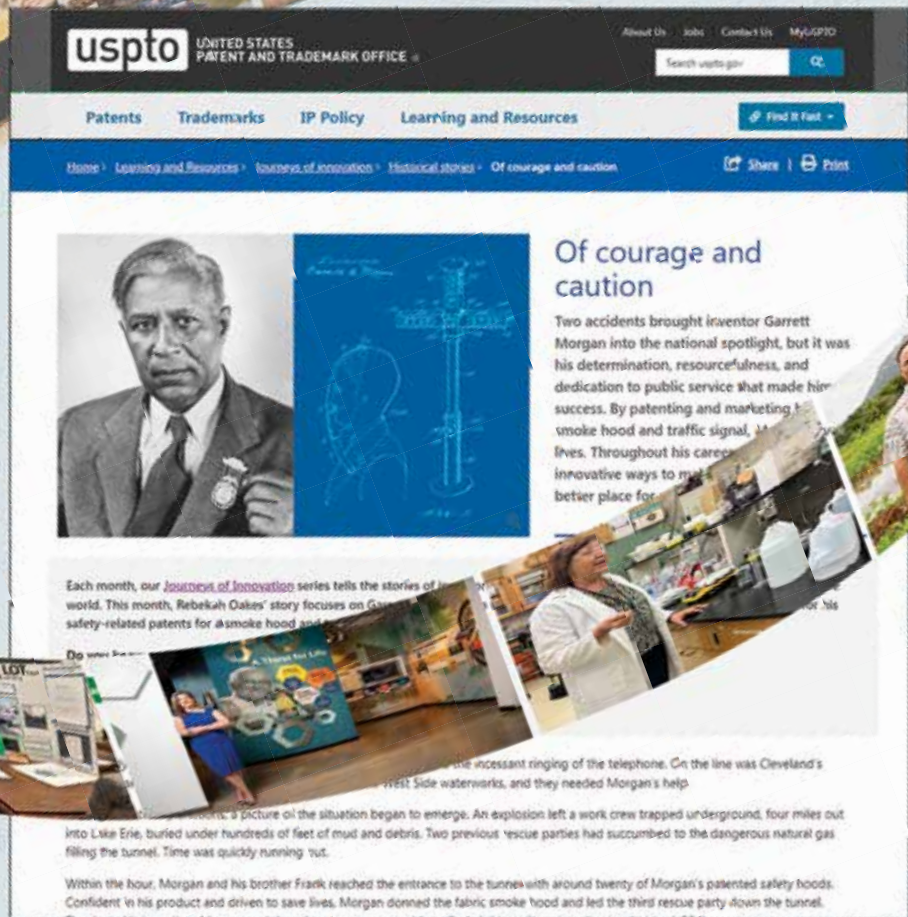 uspto UNITED STATES
PATENT AND TRADEMARK OFFICE
About Us Jobs Contact Us MyUSPTO
Search uspto.gov
Patents Trademarks IP Policy Learning and Resources
Find It Fast
Home Learning and Resources Journeys of innovation Historical stories Of courage and caution
Share | Print
Of courage and
caution
Two accidents brought inventor Garrett
Morgan into the national spotlight, but it was
his determination, resourcefulness, and
dedication to public service that made him
success. By patenting and marketing
smoke hood and traffic signal,
lives. Throughout his career
innovative ways to
better place for
Each month, our Journeys of Innovation series tells the stories of
world. This month, Rebekah Oakes' story focuses on
safety-related patents for a smoke hood and
for his
Do you
LOT
A Thirst for Life
the incessant ringing of the telephone. On the line was Cleveland's
West Side waterworks, and they needed Morgan's help
a picture of the situation began to emerge. An explosion left a work crew trapped underground, four miles out
into Lake Erie, buried under hundreds of feet of mud and debris. Two previous rescue parties had succumbed to the dangerous natural gas
filling the tunnel. Time was quickly running out.
Within the hour, Morgan and his brother Frank reached the entrance to the tunnel with around twenty of Morgan's patented safety hoods.
Confident in his product and driven to save lives, Morgan donned the fabric smoke hood and led the third rescue party down the tunnel.